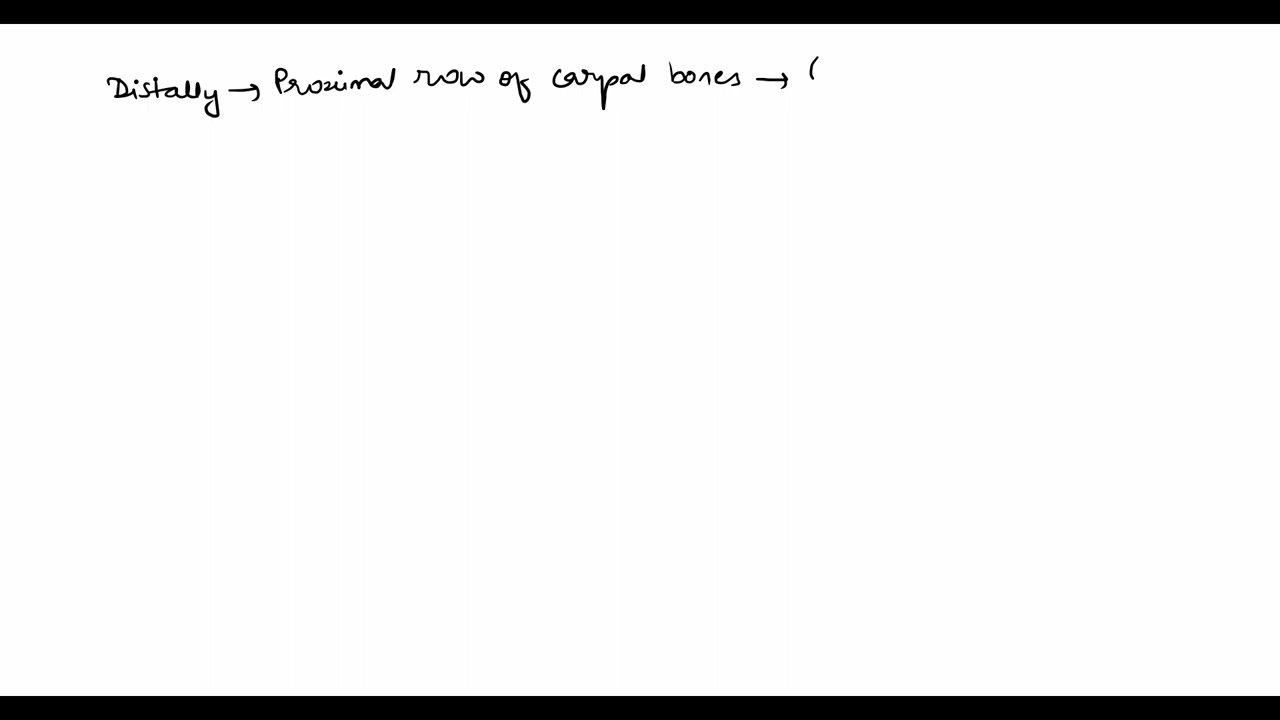 Distally → Proximal row of carpal bones → (